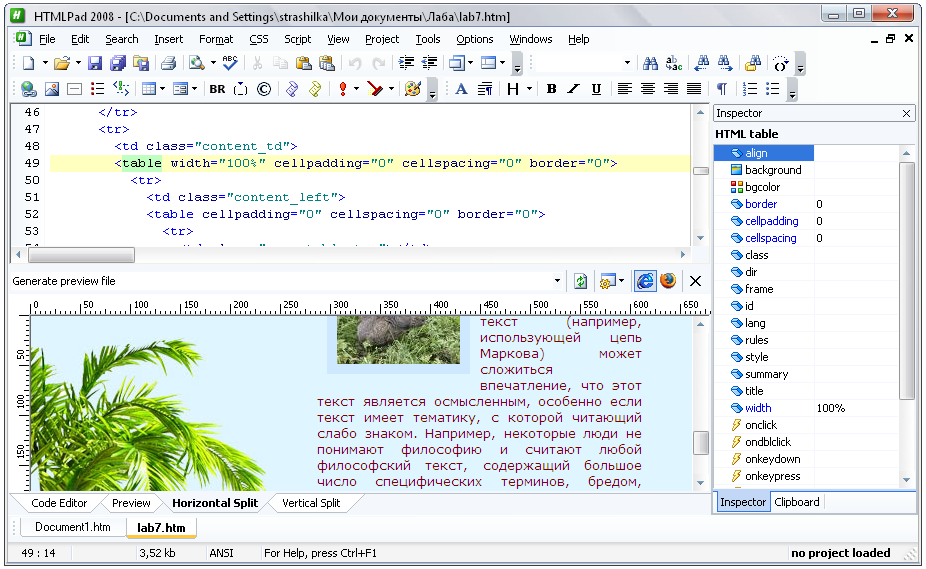 HTMLPad 2008 - [C:\Documents and Settings\strashilka\Мои документы\Лаба\lab7.htm]
File Edit Search Insert Format CSS Script View Project Tools Options Windows Help
ABC
BR
A H B I U
46 </tr>
47 <tr>
48 <td class="content_td">
49 <table width="100%" cellpadding="0" cellspacing="0" border="0">
50 <tr>
51 <td class="content_left">
52 <table cellpadding="0" cellspacing="0" border="0">
53 <tr>
Inspector
HTML table
align
background
bgcolor
border 0
cellpadding 0
cellspacing 0
class
dir
frame
id
lang
rules
style
summary
title
width 100%
onclick
ondblclick
onkeydown
onkeypress
Inspector Clipboard
Generate preview file
0 50 100 150 200 250 300 350 400 450 500 550 600 650
50
100
150
текст (например,
использующей цепь
Маркова) может
сложиться
впечатление, что этот
текст является осмысленным, особенно если
текст имеет тематику, с которой читающий
слабо знаком. Например, некоторые люди не
понимают философию и считают любой
философский текст, содержащий большое
число специфических терминов, бредом,
Code Editor Preview Horizontal Split Vertical Split
Document1.htm lab7.htm
49 : 14 3,52 kb ANSI For Help, press Ctrl+F1 no project loaded